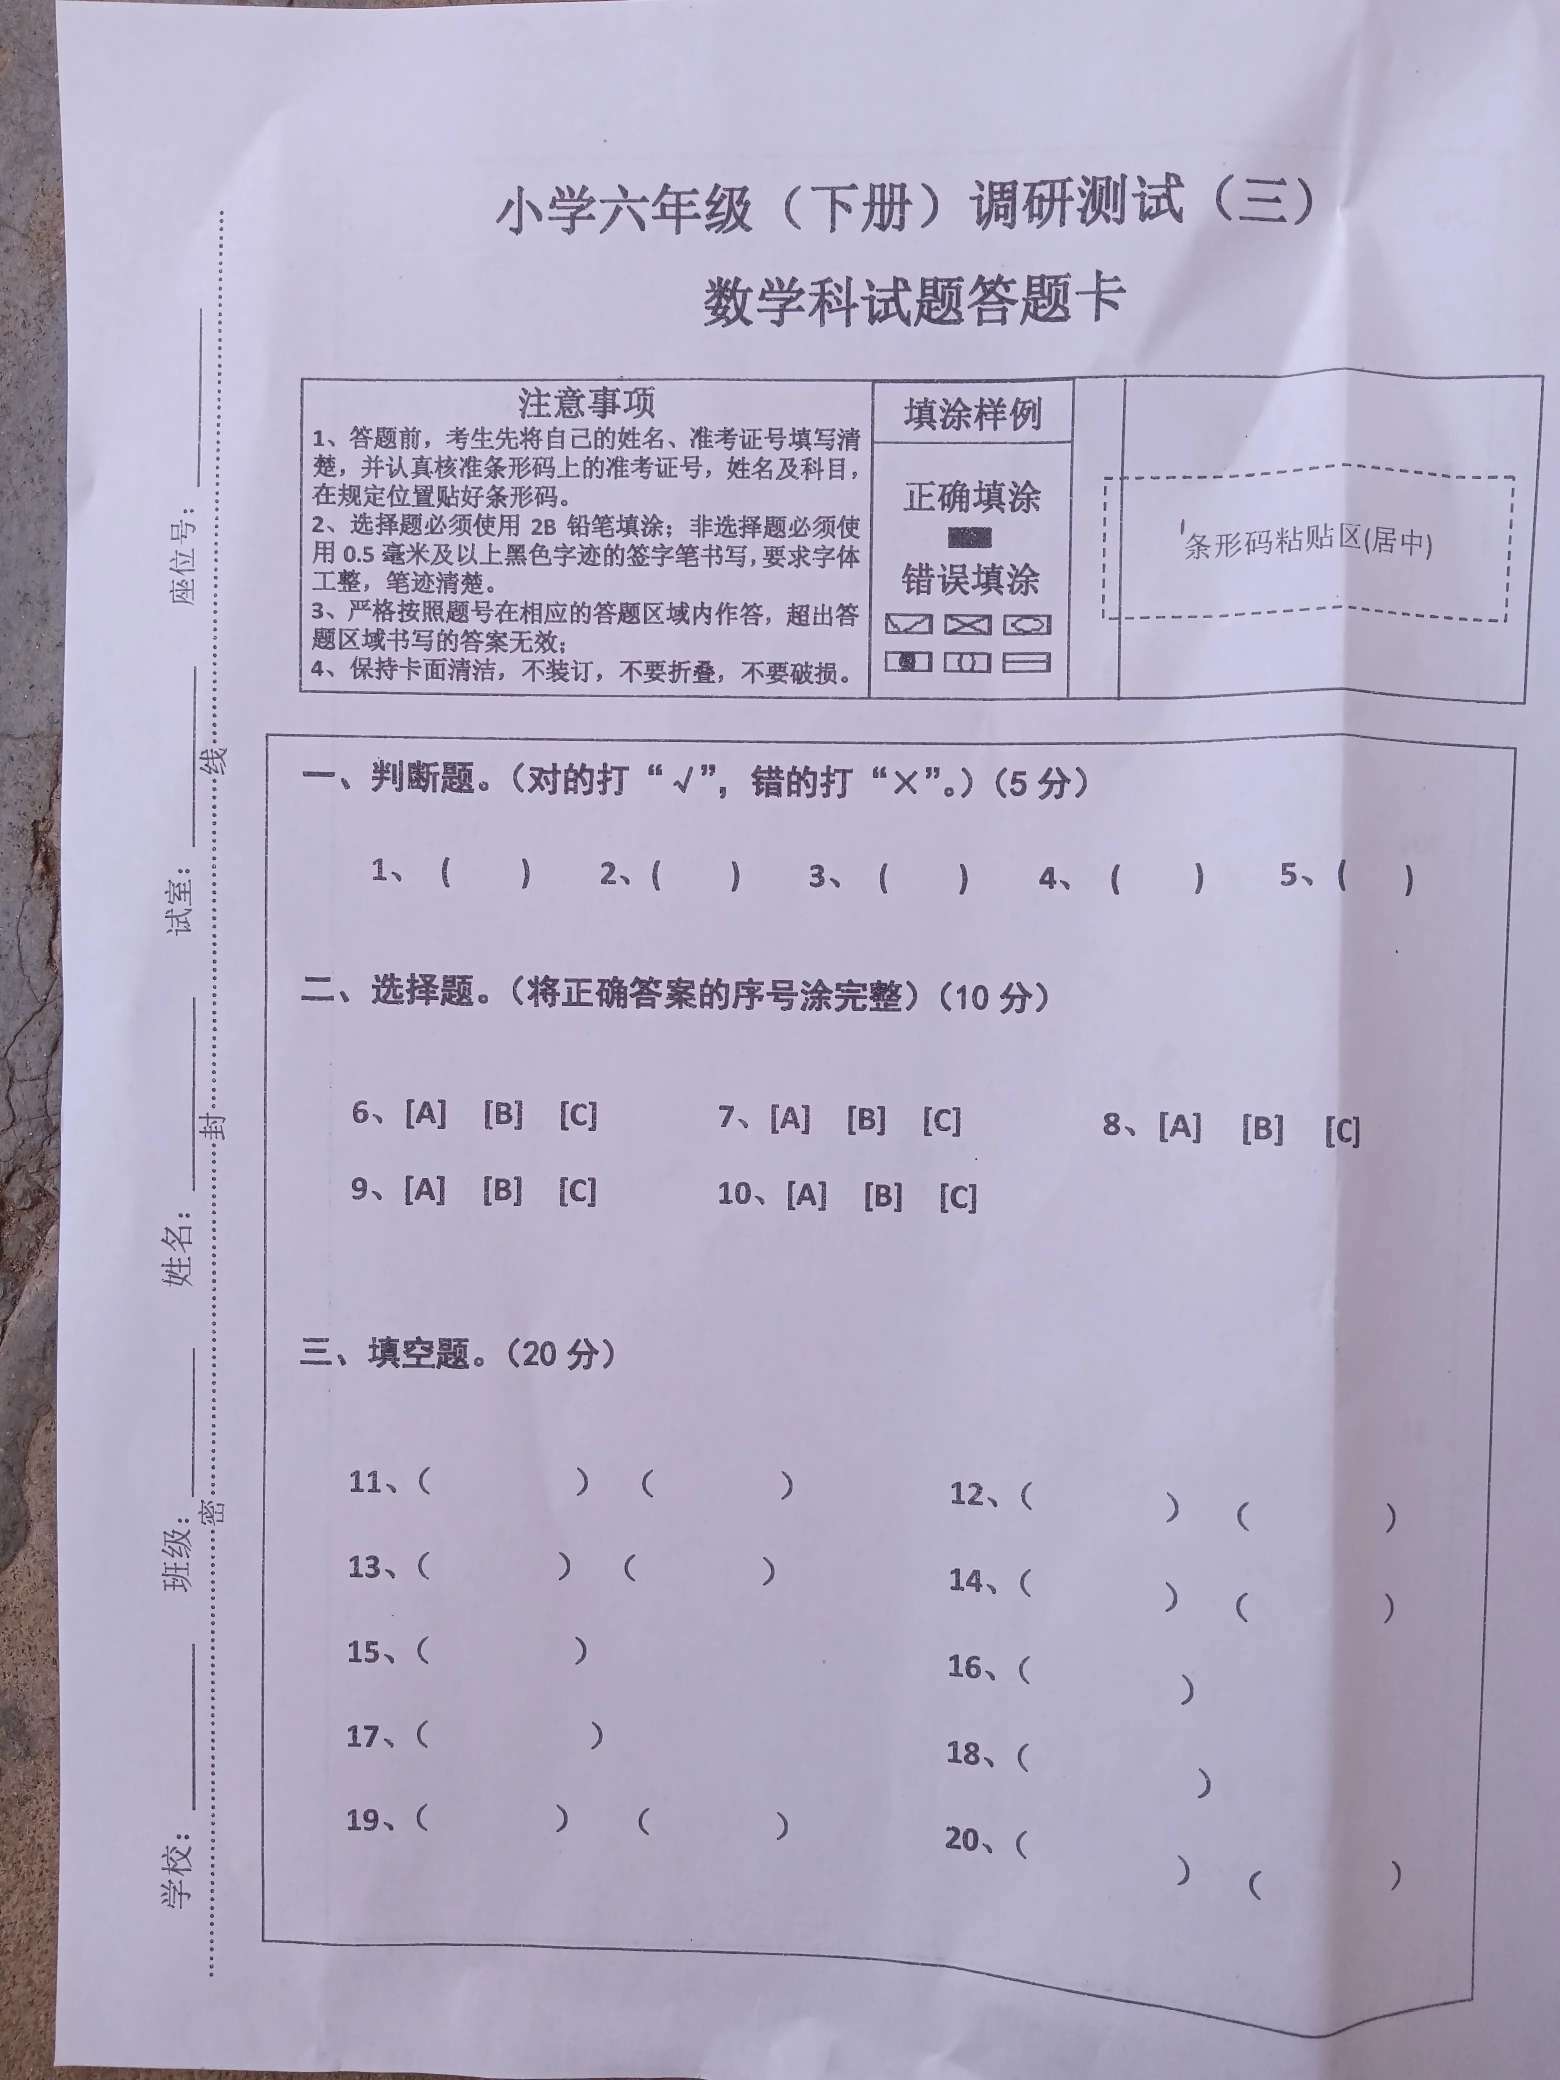 小学六年级（下册）调研测试（三）
数学科试题答题卡
注意事项
1、答题前，考生先将自己的姓名、准考证号填写清
楚，并认真核准条形码上的准考证号，姓名及科目，
在规定位置贴好条形码。
2、选择题必须使用 2B 铅笔填涂；非选择题必须使
用 0.5 毫米及以上黑色字迹的签字笔书写，要求字体
工整，笔迹清楚。
3、严格按照题号在相应的答题区域内作答，超出答
题区域书写的答案无效；
4、保持卡面清洁，不装订，不要折叠，不要破损。
填涂样例
正确填涂
错误填涂
条形码粘贴区(居中)
学校：________ 班级：________ 姓名：________ 试室：________ 座位号：________
密 封 线
一、判断题。（对的打“√”，错的打“×”。）（5 分）
1、（ ） 2、（ ） 3、（ ） 4、（ ） 5、（ ）
二、选择题。（将正确答案的序号涂完整）（10 分）
6、[A] [B] [C] 7、[A] [B] [C] 8、[A] [B] [C]
9、[A] [B] [C] 10、[A] [B] [C]
三、填空题。（20 分）
11、（ ）（ ） 12、（ ）（ ）
13、（ ）（ ） 14、（ ）（ ）
15、（ ） 16、（ ）
17、（ ） 18、（ ）
19、（ ）（ ） 20、（ ）（ ）